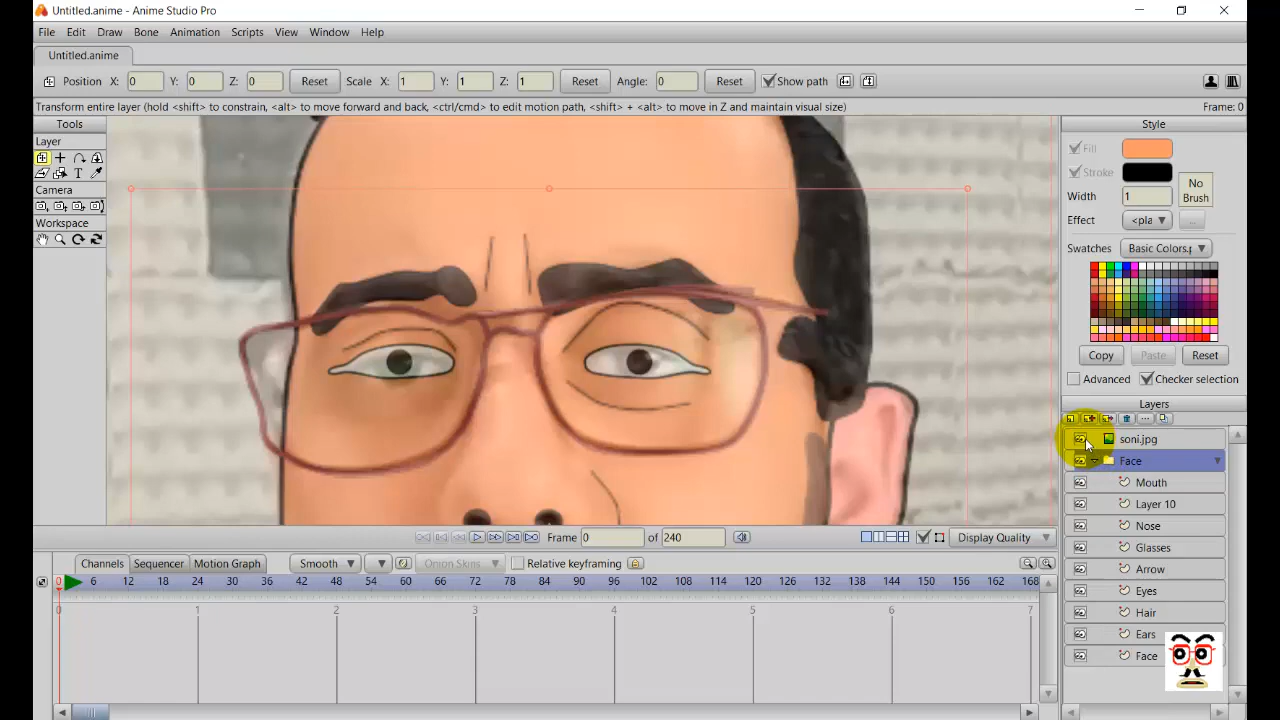 Untitled.anime - Anime Studio Pro
File Edit Draw Bone Animation Scripts View Window Help
Untitled.anime
Position X: 0 Y: 0 Z: 0 Reset Scale X: 1 Y: 1 Z: 1 Reset Angle: 0 Reset Show path
Transform entire layer (hold <shift> to constrain, <alt> to move forward and back, <ctrl/cmd> to edit motion path, <shift> + <alt> to move in Z and maintain visual size) Frame: 0
Tools
Layer
Camera
Workspace
Style
Fill
Stroke
Width 1
No Brush
Effect <pla ...
Swatches Basic Colors.p
Copy Paste Reset
Advanced Checker selection
Layers
soni.jpg
Face
Mouth
Layer 10
Nose
Glasses
Arrow
Eyes
Hair
Ears
Face
Frame 0 of 240 Display Quality
Channels Sequencer Motion Graph Smooth Onion Skins Relative keyframing
0 6 12 18 24 30 36 42 48 54 60 66 72 78 84 90 96 102 108 114 120 126 132 138 144 150 156 162 168
0 1 2 3 4 5 6 7